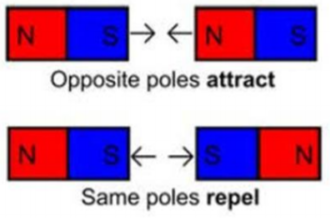 N S N S
Opposite poles attract
N S S N
Same poles repel